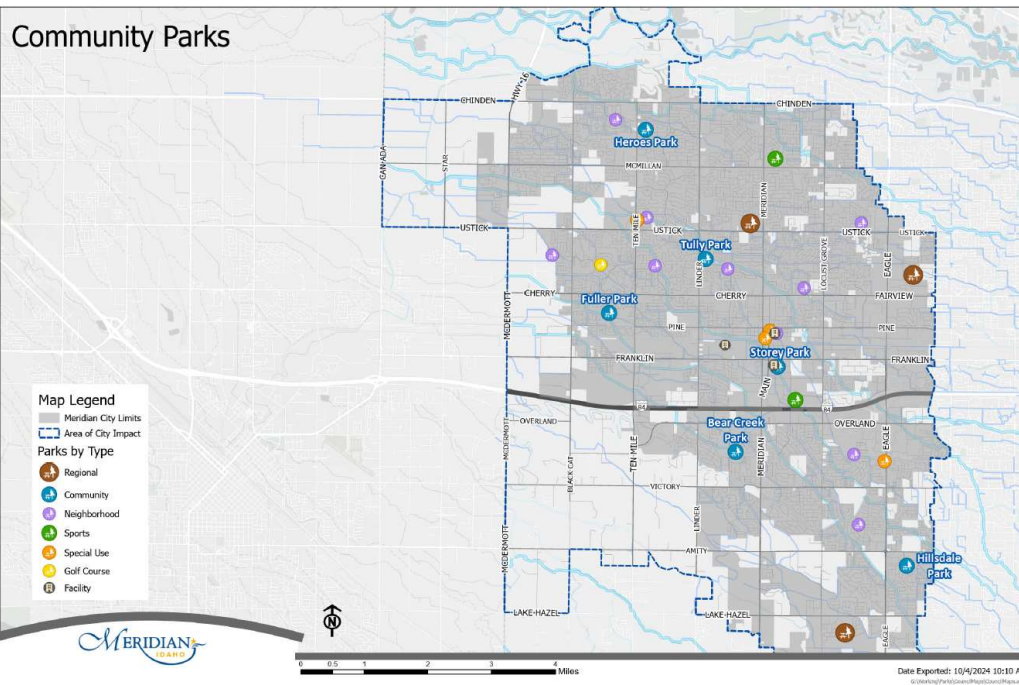 Community Parks
HWY 16
CHINDEN
CHINDEN
Heroes Park
CANADA
STAR
MCMILLAN
MERIDIAN
TEN MILE
USTICK
USTICK
USTICK
USTICK
Tully Park
LINDER
LOCUST GROVE
EAGLE
CHERRY
Fuller Park
CHERRY
FAIRVIEW
MCDERMOTT
PINE
PINE
Storey Park
FRANKLIN
FRANKLIN
MAIN
84
84
OVERLAND
OVERLAND
Bear Creek
Park
MCDERMOTT
BLACK CAT
TEN MILE
MERIDIAN
EAGLE
VICTORY
LINDER
AMITY
MCDERMOTT
Hillsdale
Park
LAKE HAZEL
LAKE HAZEL
EAGLE
Map Legend
Meridian City Limits
Area of City Impact
Parks by Type
Regional
Community
Neighborhood
Sports
Special Use
Golf Course
Facility
MERIDIAN
IDAHO
N
0 0.5 1 2 3 4
Miles
Date Exported: 10/4/2024 10:10 A